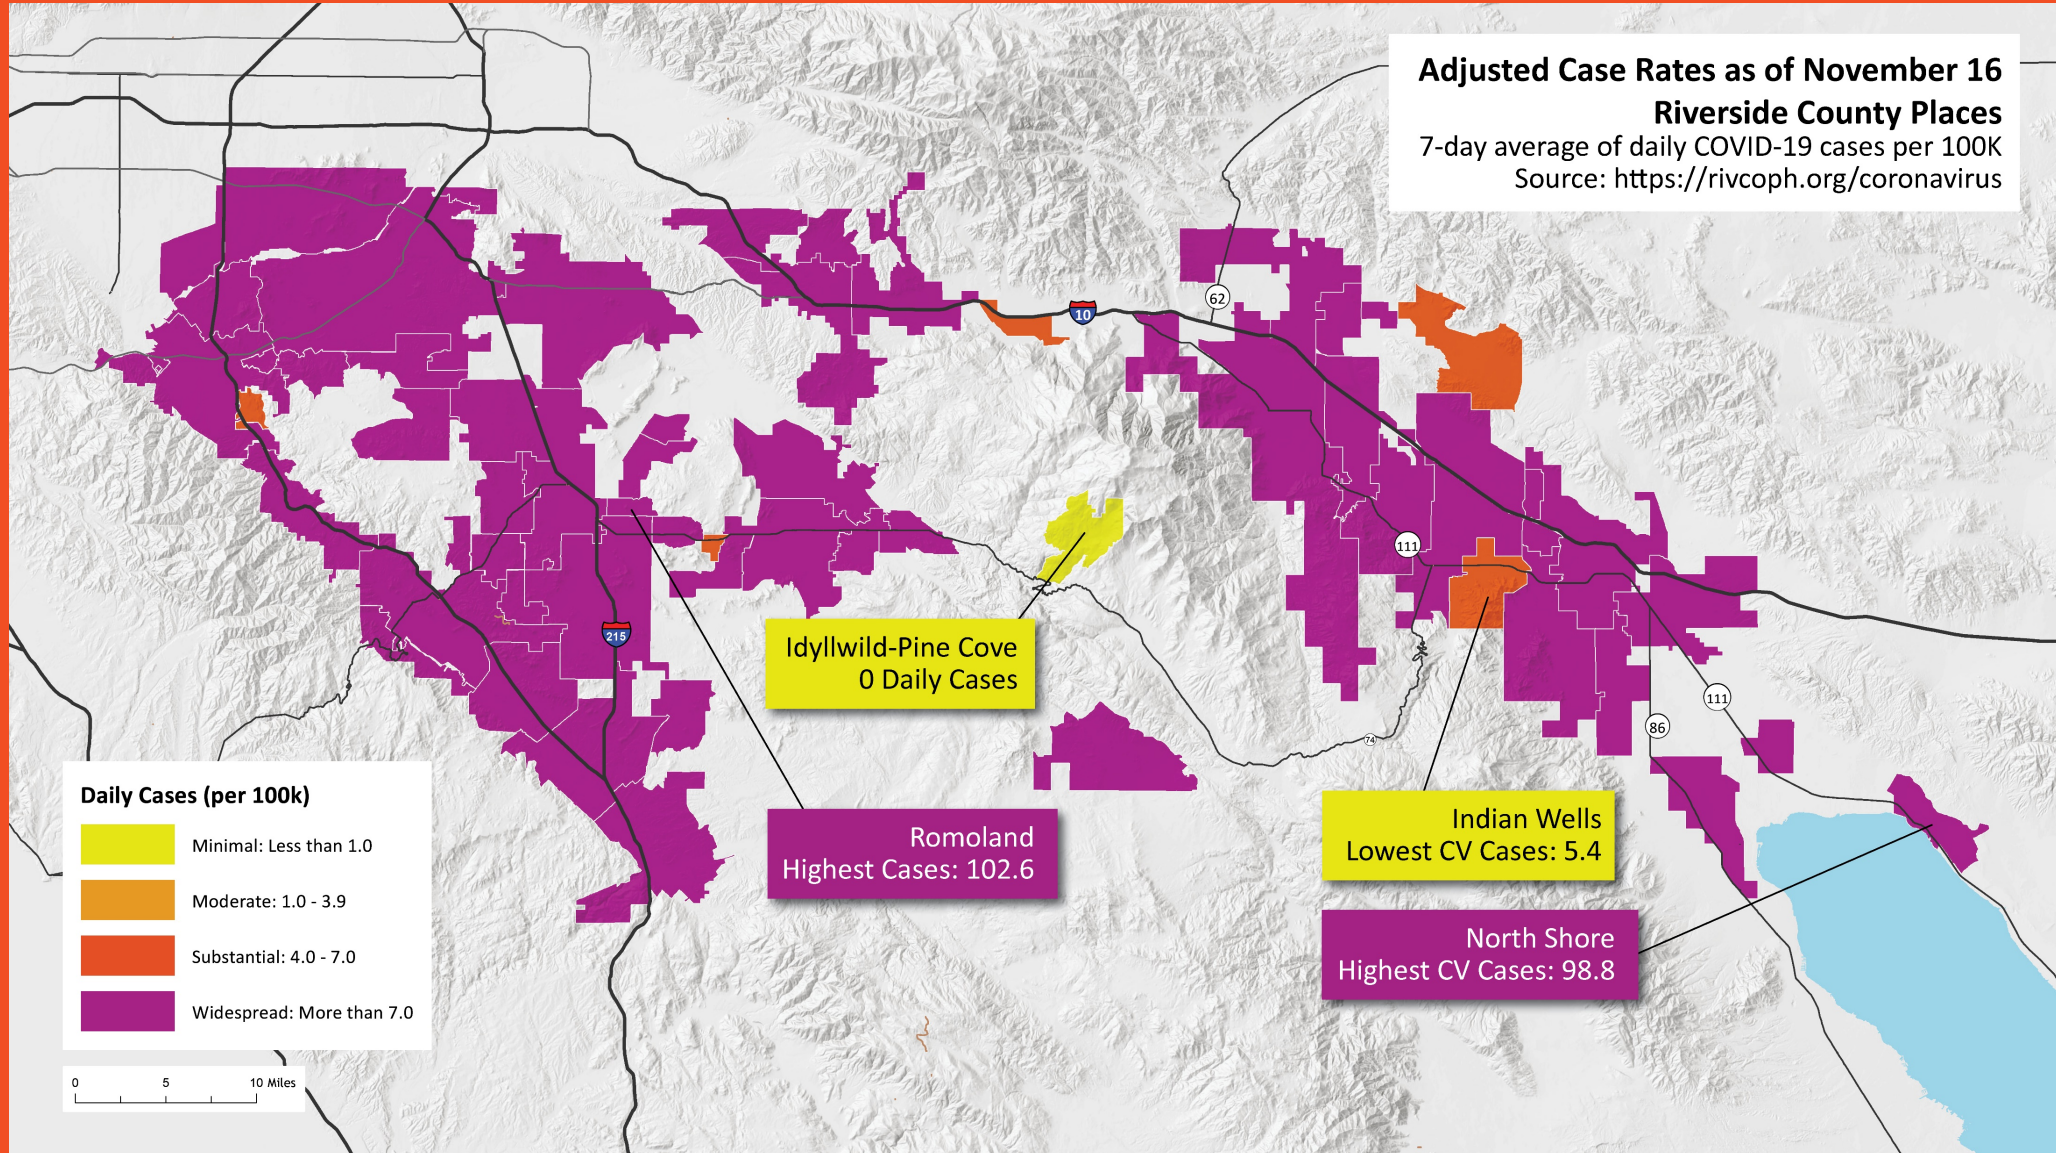 Adjusted Case Rates as of November 16
Riverside County Places
7-day average of daily COVID-19 cases per 100K
Source: https://rivcoph.org/coronavirus
62
10
111
215
Idyllwild-Pine Cove
0 Daily Cases
111
86
74
Romoland
Highest Cases: 102.6
Indian Wells
Lowest CV Cases: 5.4
North Shore
Highest CV Cases: 98.8
Daily Cases (per 100k)
Minimal: Less than 1.0
Moderate: 1.0 - 3.9
Substantial: 4.0 - 7.0
Widespread: More than 7.0
0 5 10 Miles